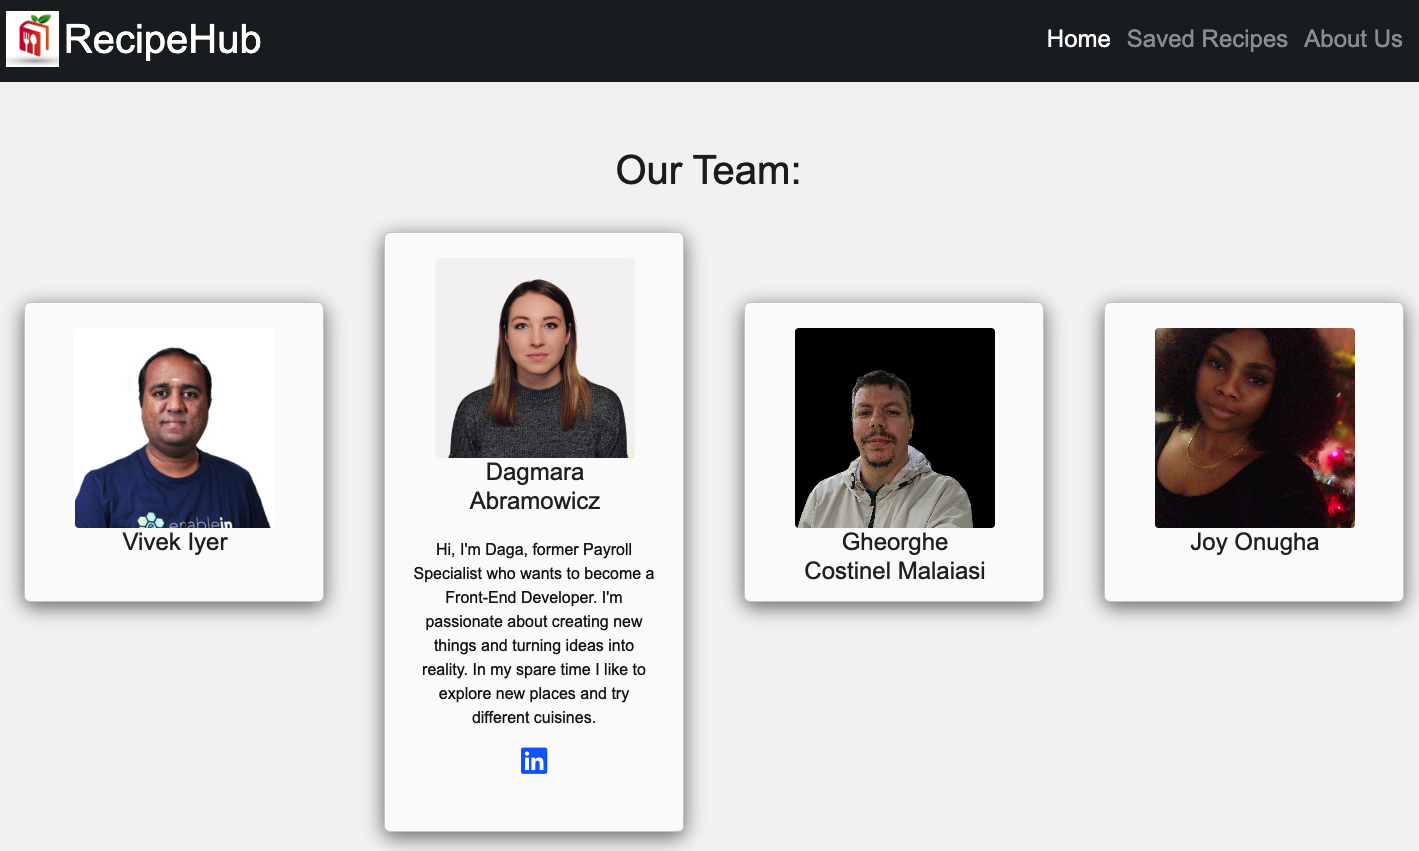 RecipeHub
Home Saved Recipes About Us
Our Team:
enablein
Vivek Iyer
Dagmara
Abramowicz
Hi, I'm Daga, former Payroll
Specialist who wants to become a
Front-End Developer. I'm
passionate about creating new
things and turning ideas into
reality. In my spare time I like to
explore new places and try
different cuisines.
in
Gheorghe
Costinel Malaiasi
Joy Onugha